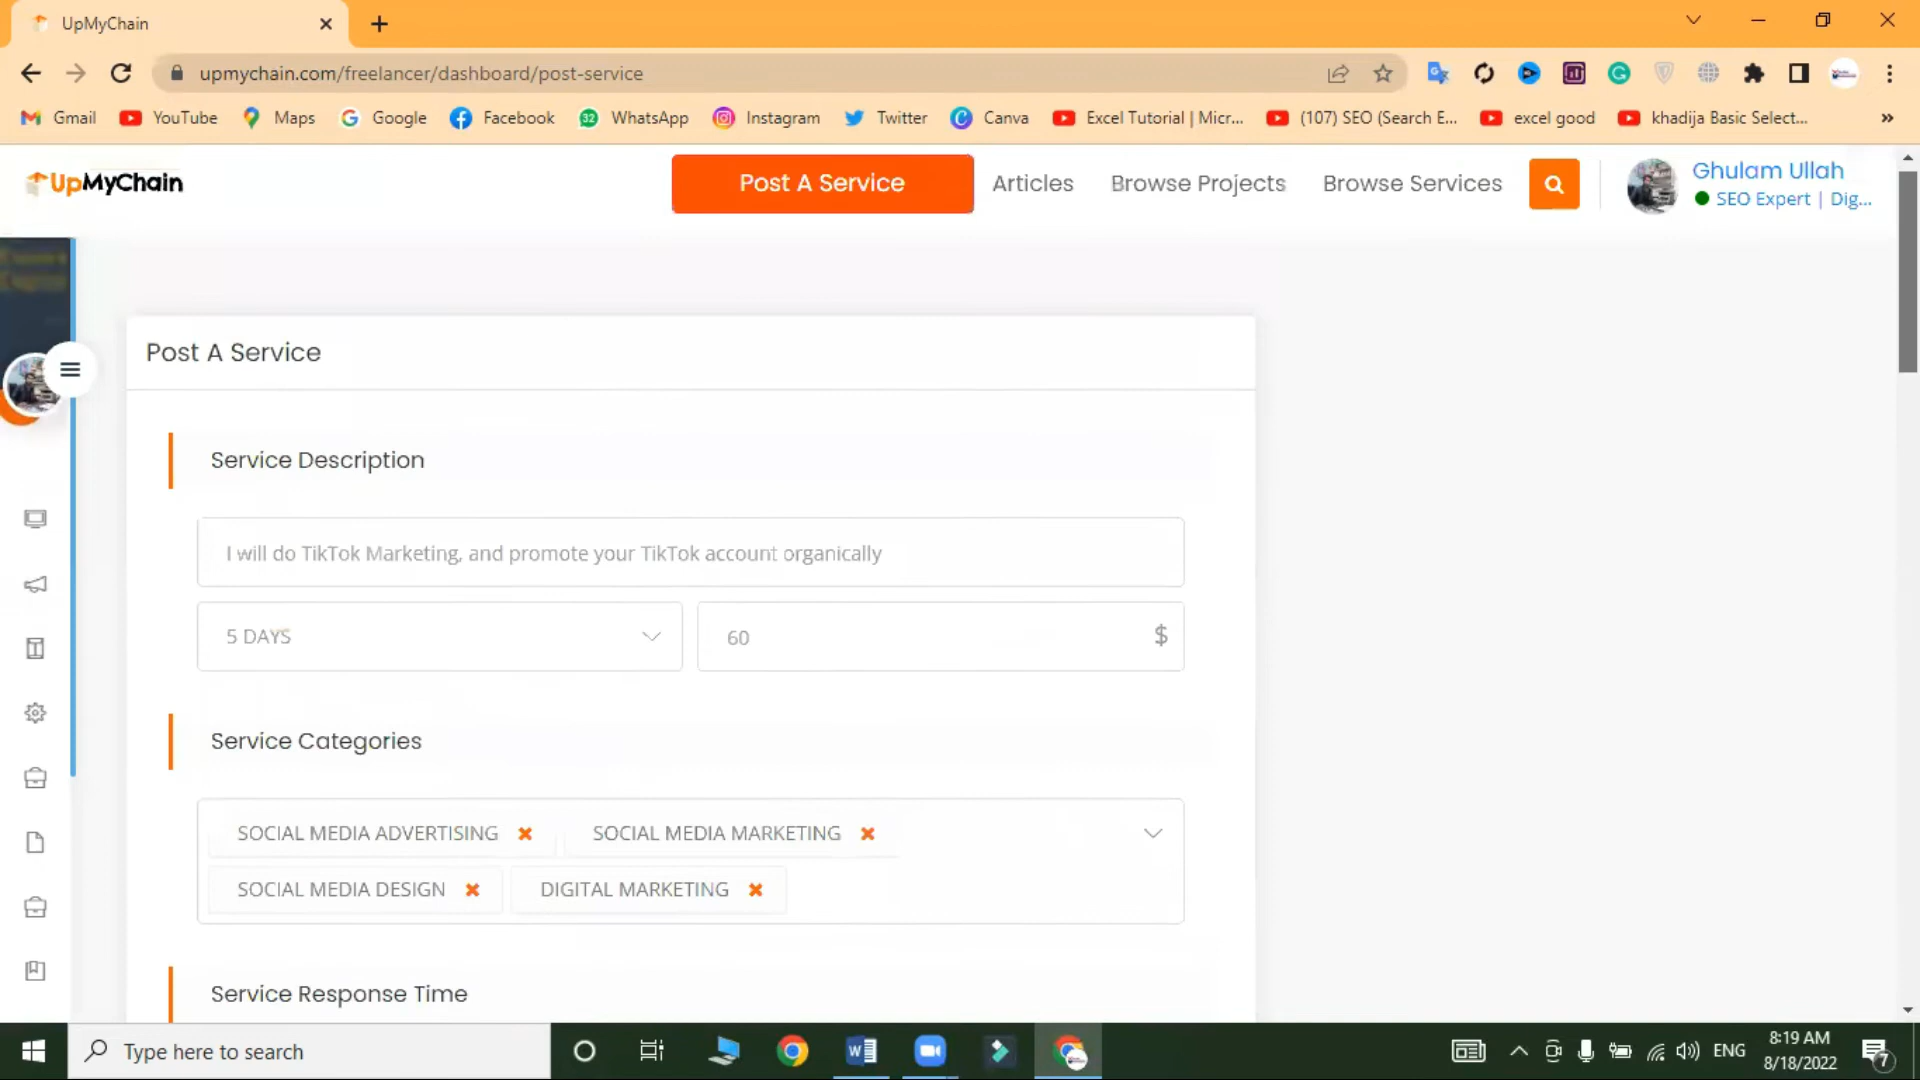 UpMyChain
upmychain.com/freelancer/dashboard/post-service
Gmail YouTube Maps Google Facebook 32 WhatsApp Instagram Twitter Canva Excel Tutorial | Micr... (107) SEO (Search E... excel good khadija Basic Select... »
UpMyChain Post A Service Articles Browse Projects Browse Services Ghulam Ullah
SEO Expert | Dig...
Post A Service
Service Description
I will do TikTok Marketing, and promote your TikTok account organically
5 DAYS 60 $
Service Categories
SOCIAL MEDIA ADVERTISING SOCIAL MEDIA MARKETING
SOCIAL MEDIA DESIGN DIGITAL MARKETING
Service Response Time
Type here to search ENG 8:19 AM
8/18/2022 7